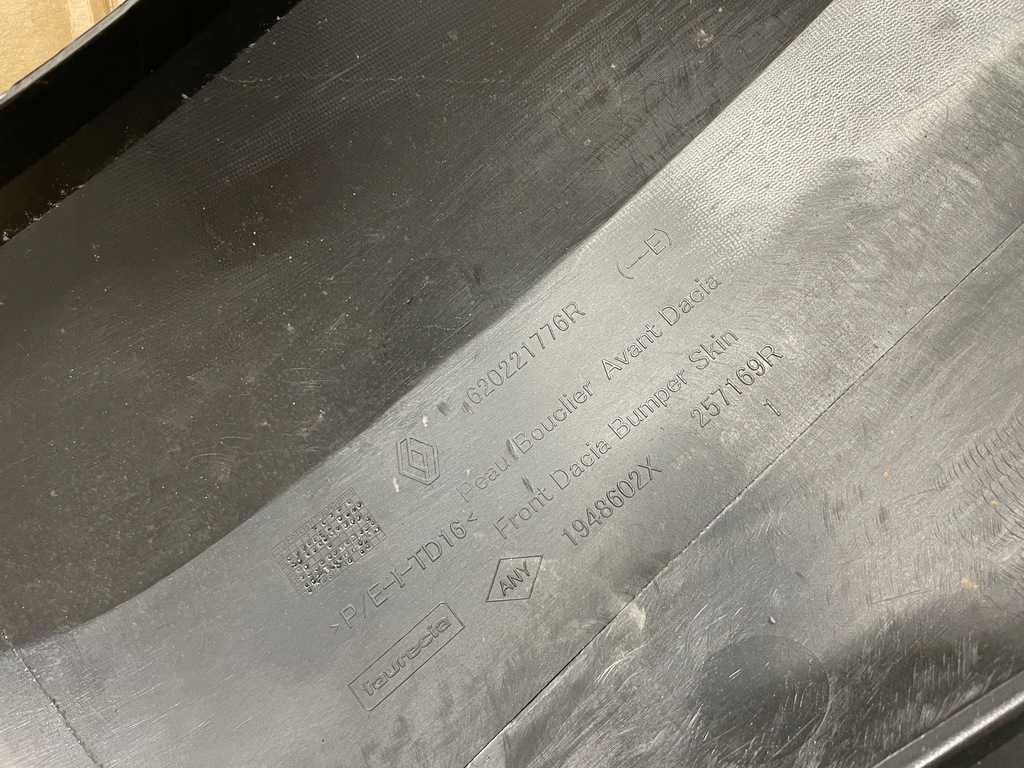 620221776R (--E)
Peau/Bouclier Avant Dacia
>P/E-I-TD16<
Front Dacia Bumper Skin
1948602X 257169R
1
ANY
faurecia